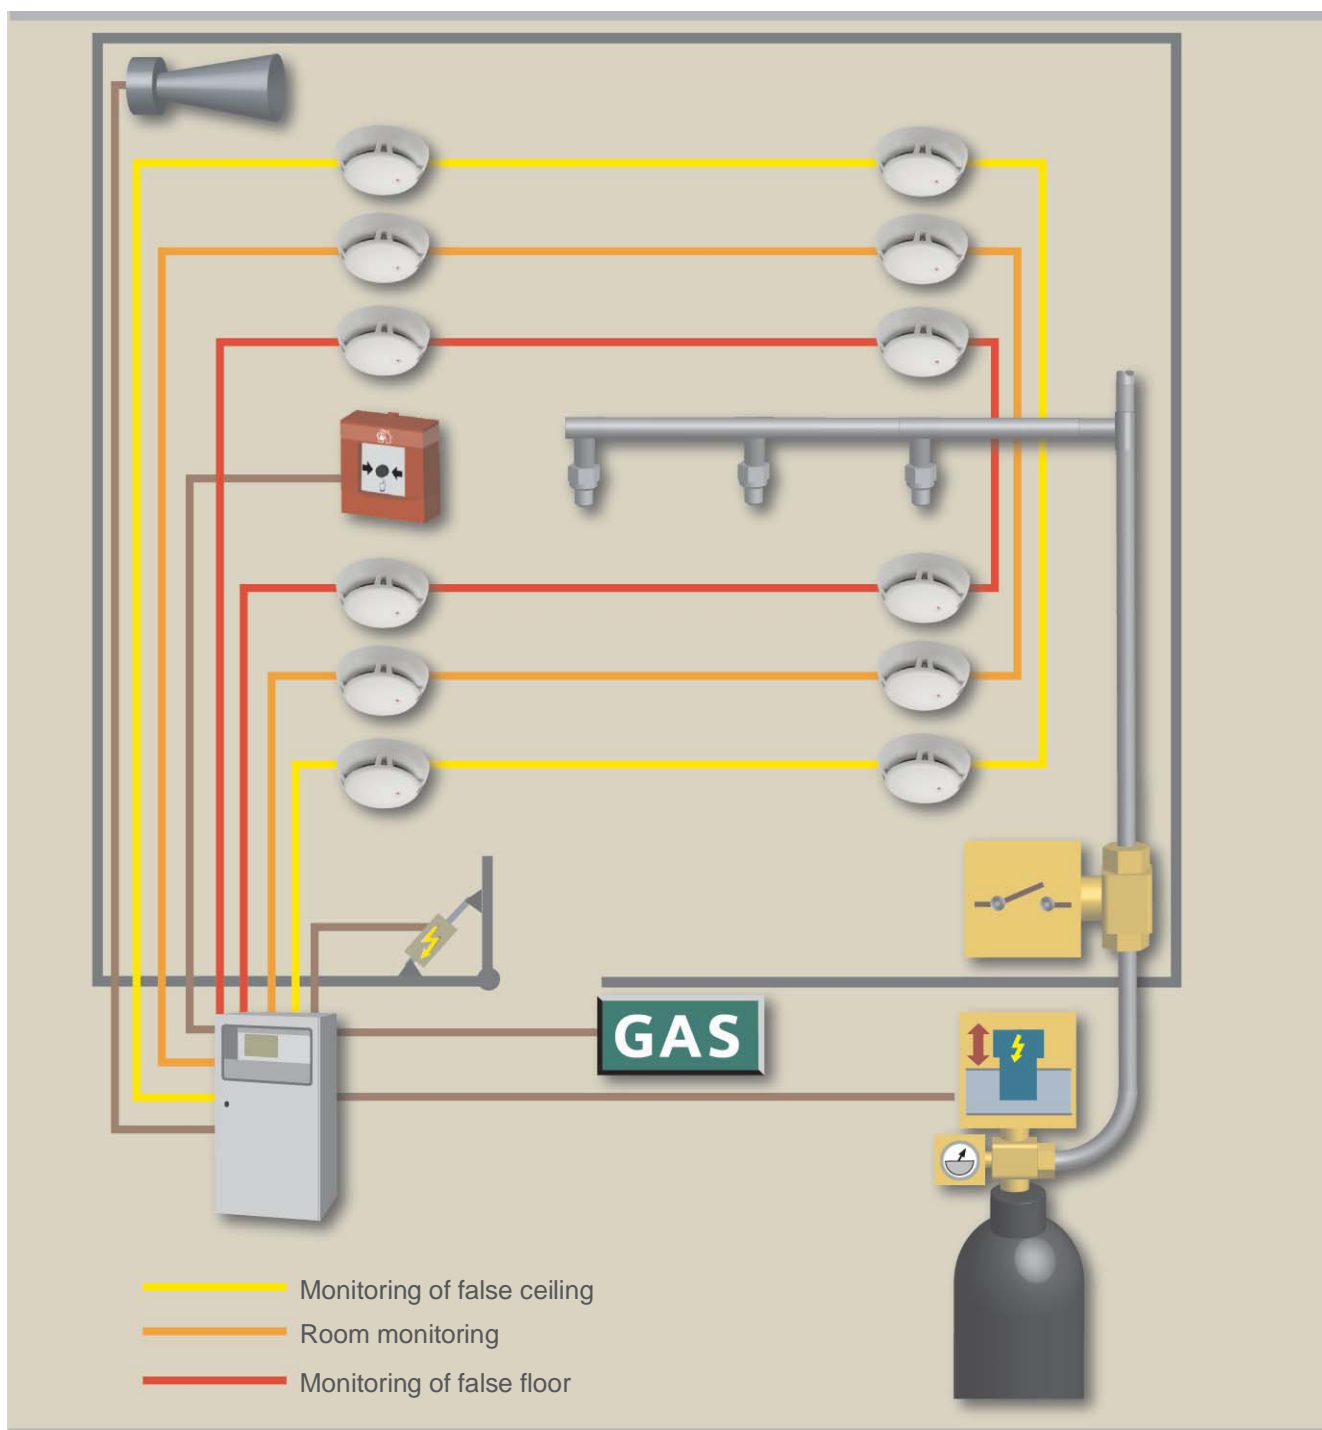 GAS
Monitoring of false ceiling
Room monitoring
Monitoring of false floor